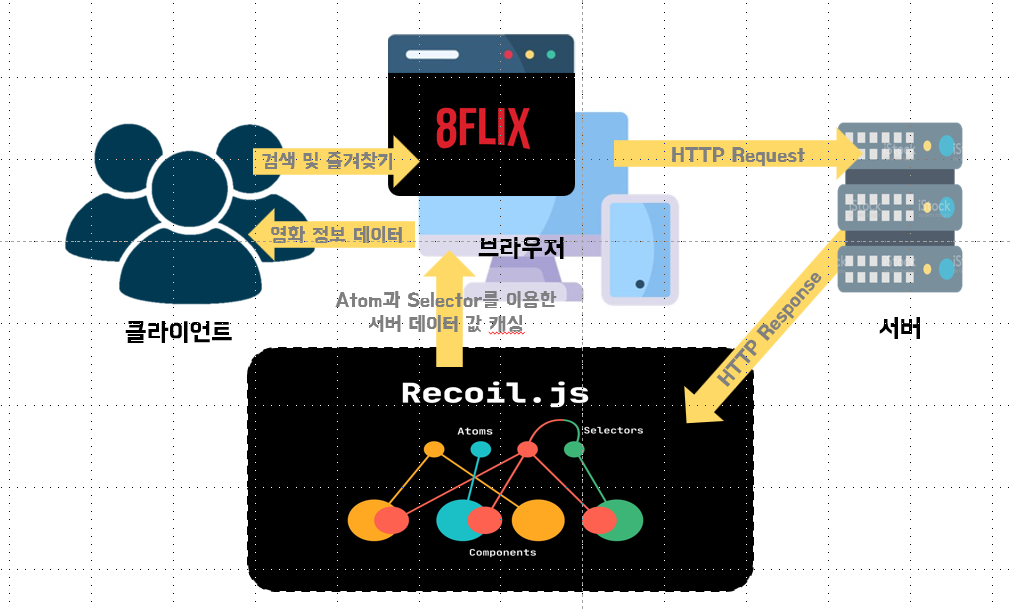 8FLIX
검색 및 즐겨찾기
HTTP Request
영화 정보 데이터
브라우저
iStock
Atom과 Selector를 이용한
서버 데이터 값 캐싱
클라이언트
서버
HTTP Response
Recoil.js
Atoms
Selectors
Components